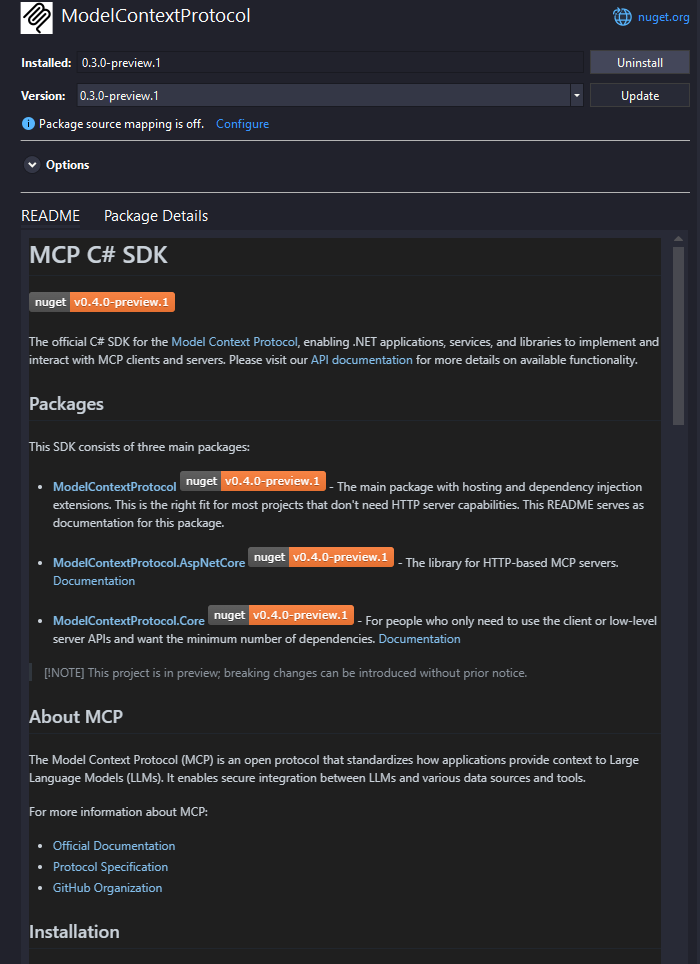 ModelContextProtocol
nuget.org
Installed: 0.3.0-preview.1 Uninstall
Version: 0.3.0-preview.1 Update
Package source mapping is off. Configure
Options
README Package Details
MCP C# SDK
nuget v0.4.0-preview.1
The official C# SDK for the Model Context Protocol, enabling .NET applications, services, and libraries to implement and
interact with MCP clients and servers. Please visit our API documentation for more details on available functionality.
Packages
This SDK consists of three main packages:
• ModelContextProtocol nuget v0.4.0-preview.1 - The main package with hosting and dependency injection
extensions. This is the right fit for most projects that don't need HTTP server capabilities. This README serves as
documentation for this package.
• ModelContextProtocol.AspNetCore nuget v0.4.0-preview.1 - The library for HTTP-based MCP servers.
Documentation
• ModelContextProtocol.Core nuget v0.4.0-preview.1 - For people who only need to use the client or low-level
server APIs and want the minimum number of dependencies. Documentation
[!NOTE] This project is in preview; breaking changes can be introduced without prior notice.
About MCP
The Model Context Protocol (MCP) is an open protocol that standardizes how applications provide context to Large
Language Models (LLMs). It enables secure integration between LLMs and various data sources and tools.
For more information about MCP:
• Official Documentation
• Protocol Specification
• GitHub Organization
Installation